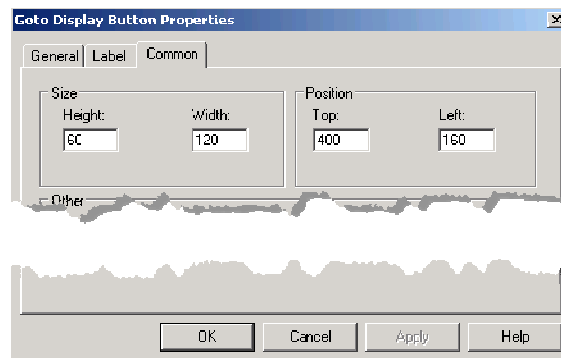 Goto Display Button Properties
General Label Common
Size
Height: Width:
60 120
Position
Top: Left:
400 160
Other
OK Cancel Apply Help